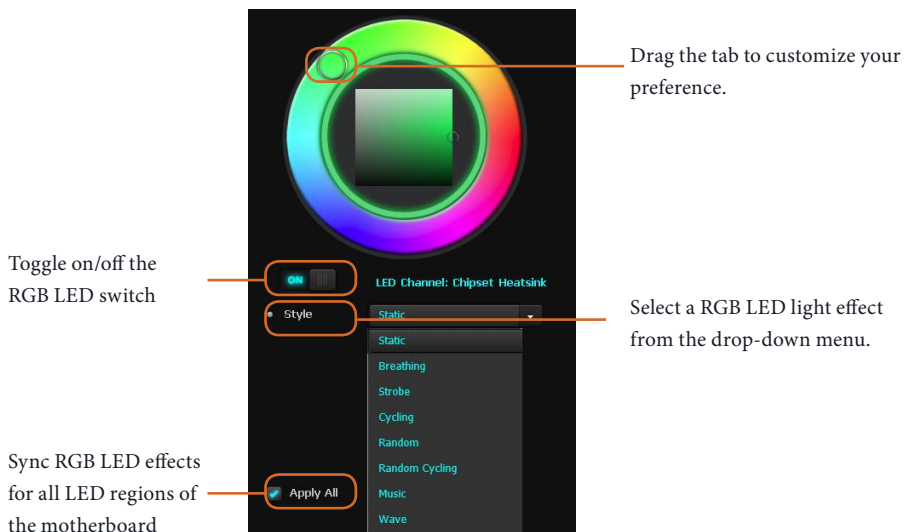 Drag the tab to customize your
preference.
Toggle on/off the
RGB LED switch
ON
LED Channel: Chipset Heatsink
Style
Static
Select a RGB LED light effect
from the drop-down menu.
Static
Breathing
Strobe
Cycling
Random
Random Cycling
Music
Wave
Sync RGB LED effects
for all LED regions of
the motherboard
Apply All